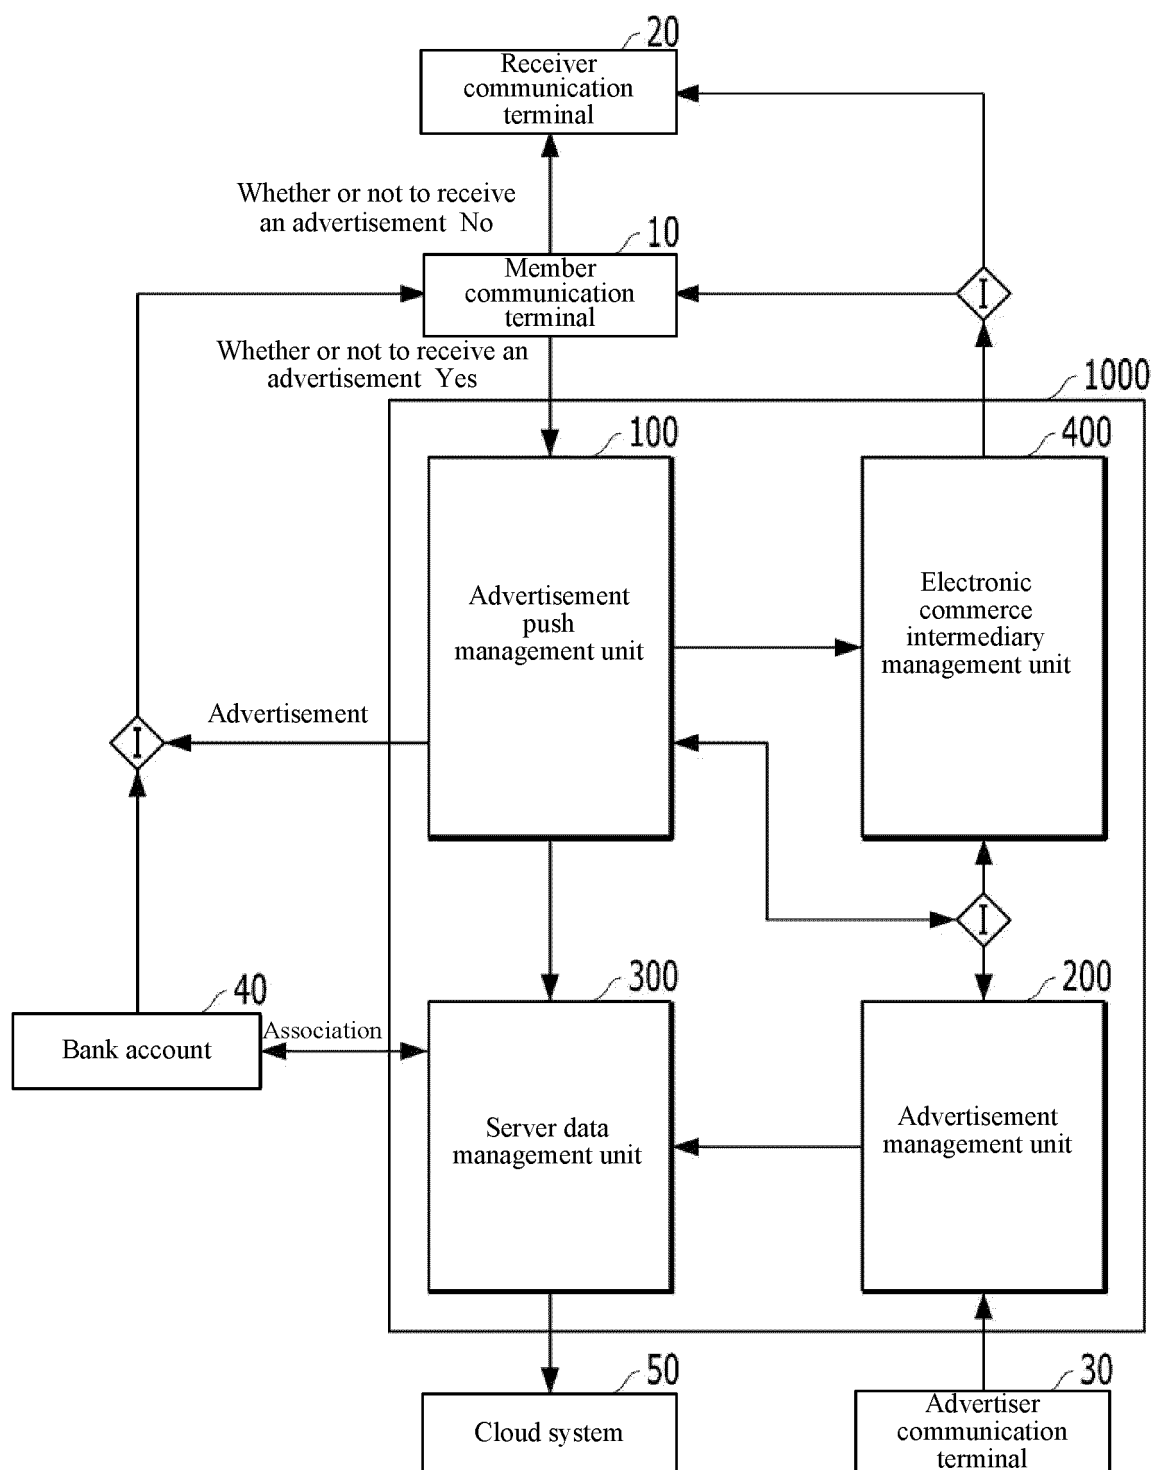 20
Receiver
communication
terminal
Whether or not to receive
an advertisement No
10
Member
communication
terminal
I
Whether or not to receive an
advertisement Yes
1000
100
400
Advertisement
push
management unit
Electronic
commerce
intermediary
management unit
Advertisement
I
I
40
Bank account
Association
300
200
Server data
management unit
Advertisement
management unit
50
Cloud system
30
Advertiser
communication
terminal